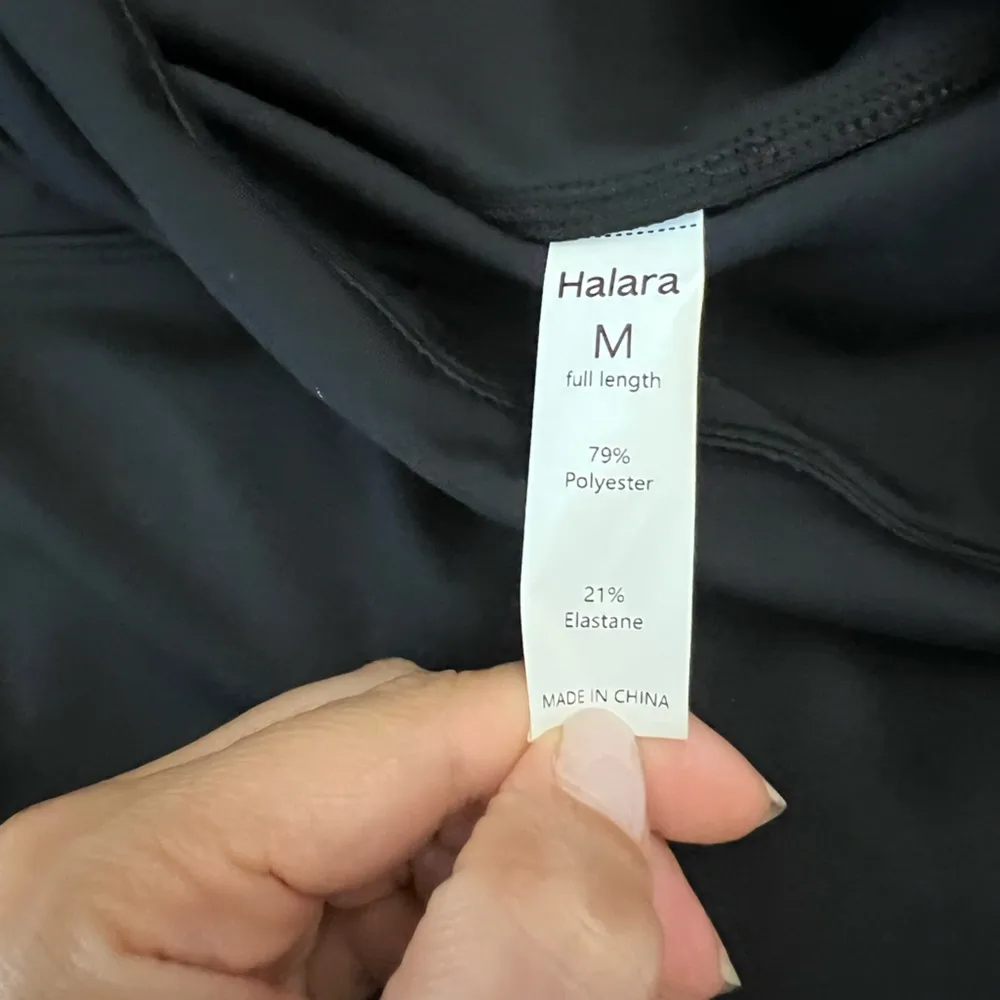 Halara
M
full length
79%
Polyester
21%
Elastane
MADE IN CHINA